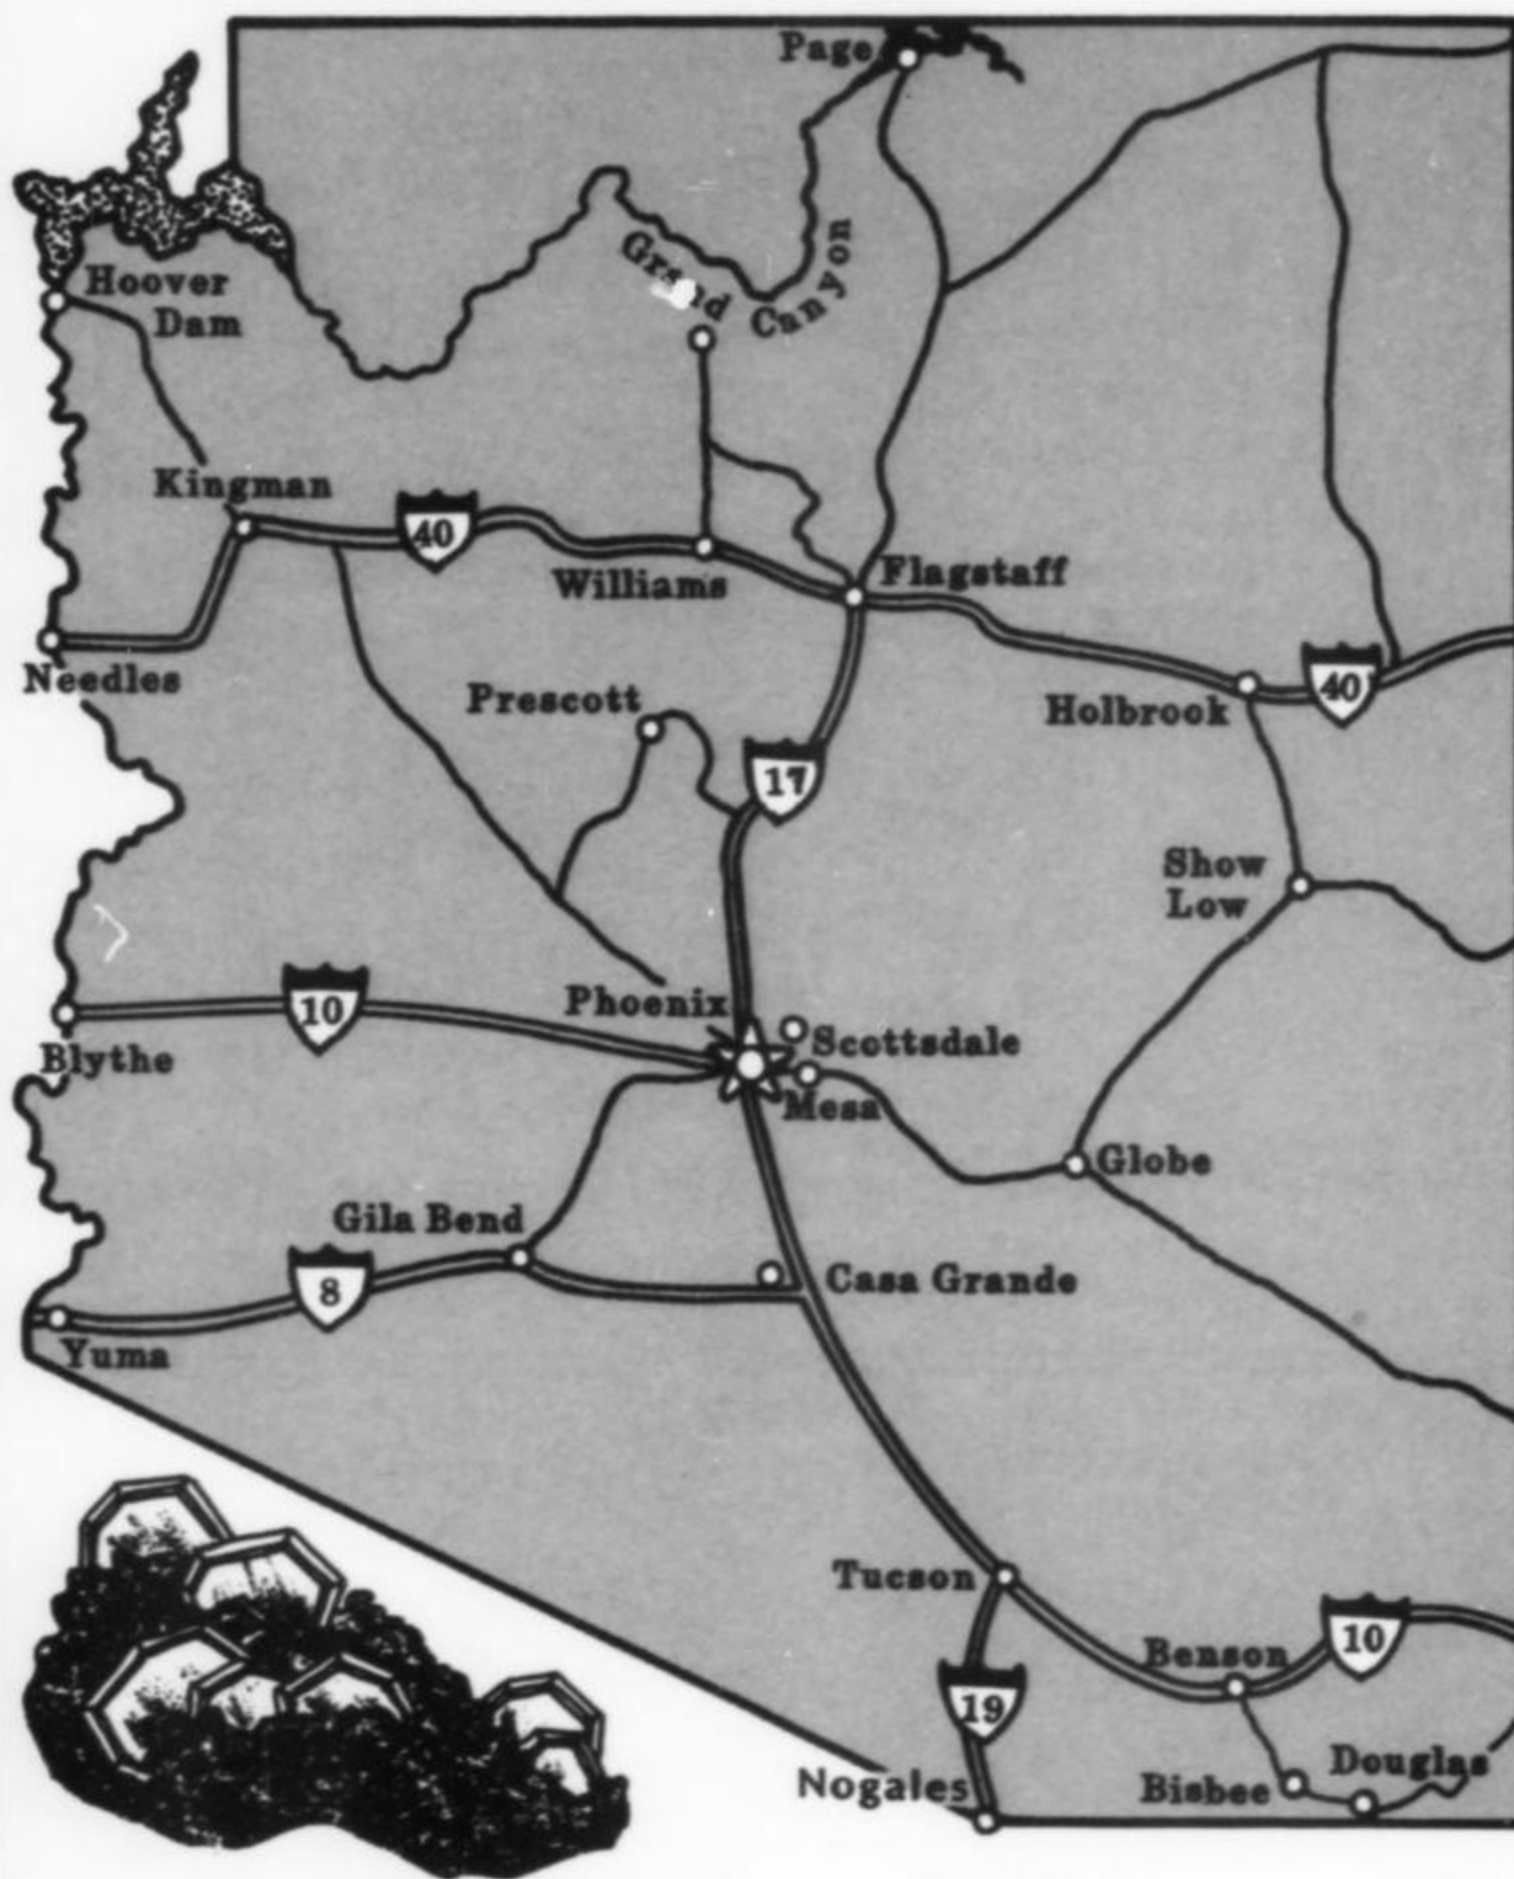 Page
Grand
Canyon
Hoover
Dam
Kingman
40
Williams
Flagstaff
Needles
Prescott
Holbrook
40
17
Show
Low
10
Phoenix
Scottsdale
Blythe
Mesa
Globe
Gila Bend
8
Casa Grande
Yuma
Tucson
10
Benson
19
Nogales
Bisbee
Douglas